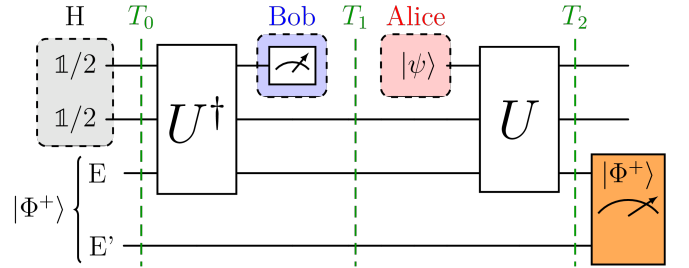 H T₀ Bob T₁ Alice T₂
𝟙/2 |ψ⟩
𝟙/2 U† U
E |Φ⁺⟩
|Φ⁺⟩
E'